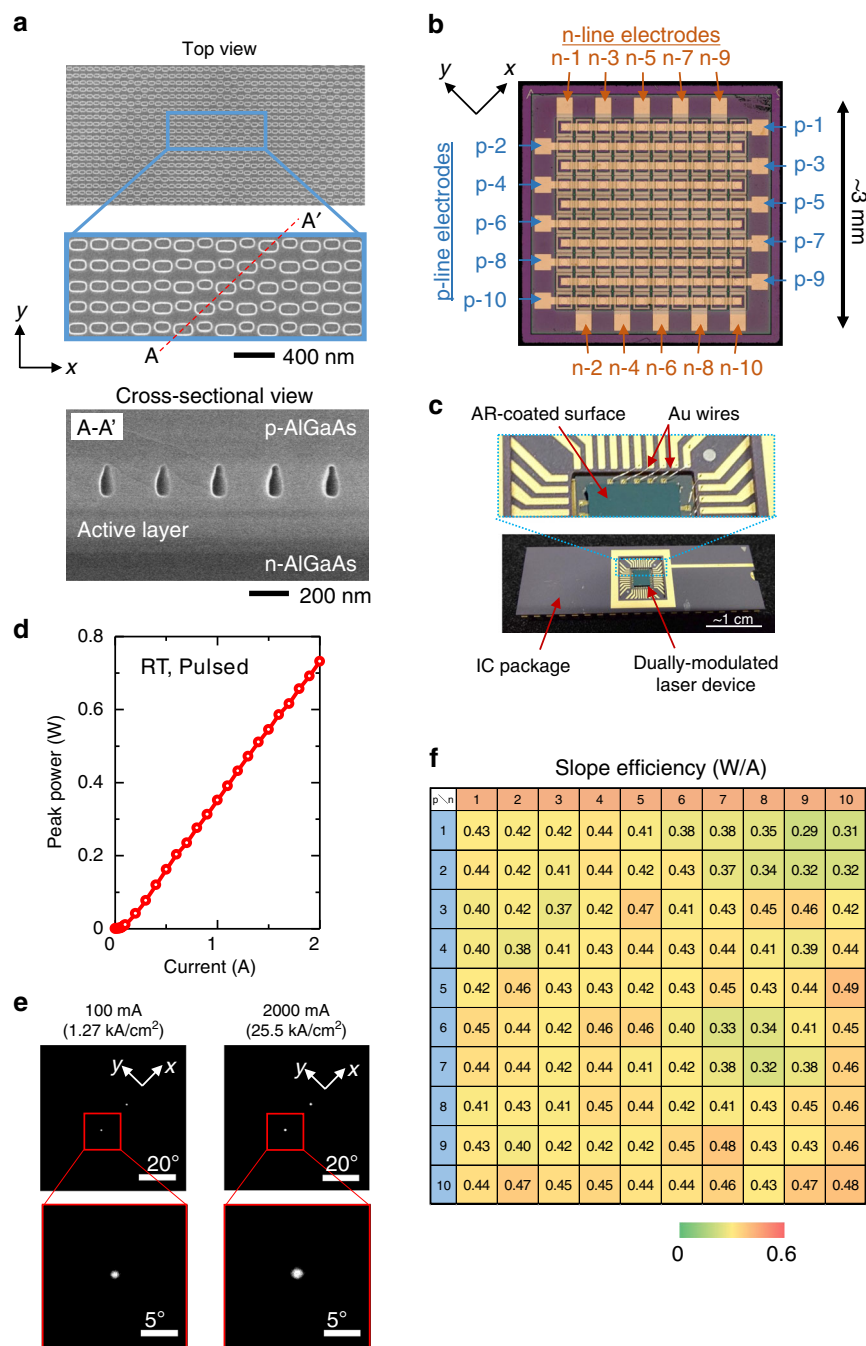 a
Top view
A′
A
y
x
400 nm
Cross-sectional view
A-A'
p-AlGaAs
Active layer
n-AlGaAs
200 nm
b
n-line electrodes
n-1 n-3 n-5 n-7 n-9
y
x
p-line electrodes
p-1
p-2
p-3
p-4
p-5
p-6
p-7
p-8
p-9
p-10
~3 mm
n-2 n-4 n-6 n-8 n-10
c
AR-coated surface
Au wires
~1 cm
IC package
Dually-modulated
laser device
d
RT, Pulsed
Peak power (W)
0.8
0.6
0.4
0.2
0
0 1 2
Current (A)
e
100 mA
(1.27 kA/cm²)
2000 mA
(25.5 kA/cm²)
y x
y x
20°
20°
5°
5°
f
Slope efficiency (W/A)
p\n 1 2 3 4 5 6 7 8 9 10
1 0.43 0.42 0.42 0.44 0.41 0.38 0.38 0.35 0.29 0.31
2 0.44 0.42 0.41 0.44 0.42 0.43 0.37 0.34 0.32 0.32
3 0.40 0.42 0.37 0.42 0.47 0.41 0.43 0.45 0.46 0.42
4 0.40 0.38 0.41 0.43 0.44 0.43 0.44 0.41 0.39 0.44
5 0.42 0.46 0.43 0.43 0.42 0.43 0.45 0.43 0.44 0.49
6 0.45 0.44 0.42 0.46 0.46 0.40 0.33 0.34 0.41 0.45
7 0.44 0.44 0.42 0.44 0.41 0.42 0.38 0.32 0.38 0.46
8 0.41 0.43 0.41 0.45 0.44 0.42 0.41 0.43 0.45 0.46
9 0.43 0.40 0.42 0.42 0.42 0.45 0.48 0.43 0.43 0.46
10 0.44 0.47 0.45 0.45 0.44 0.44 0.46 0.43 0.47 0.48
0 0.6